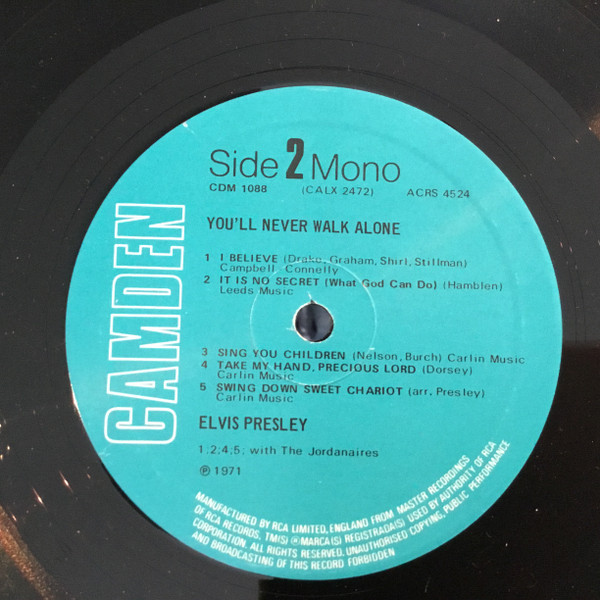 CAMDEN
Side 2 Mono
CDM 1088 (CALX 2472) ACRS 4524
YOU'LL NEVER WALK ALONE
1 I BELIEVE (Drake, Graham, Shirl, Stillman)
Campbell Connelly
2 IT IS NO SECRET (What God Can Do) (Hamblen)
Leeds Music
3 SING YOU CHILDREN (Nelson, Burch) Carlin Music
4 TAKE MY HAND, PRECIOUS LORD (Dorsey)
Carlin Music
5 SWING DOWN SWEET CHARIOT (arr. Presley)
Carlin Music
ELVIS PRESLEY
1;2;4;5; with The Jordanaires
℗ 1971
MANUFACTURED BY RCA LIMITED, ENGLAND FROM MASTER RECORDINGS
OF RCA RECORDS, TM(S) ® MARCA(S) REGISTRADA(S) USED BY AUTHORITY OF RCA
CORPORATION. ALL RIGHTS RESERVED. UNAUTHORISED COPYING, PUBLIC PERFORMANCE
AND BROADCASTING OF THIS RECORD FORBIDDEN